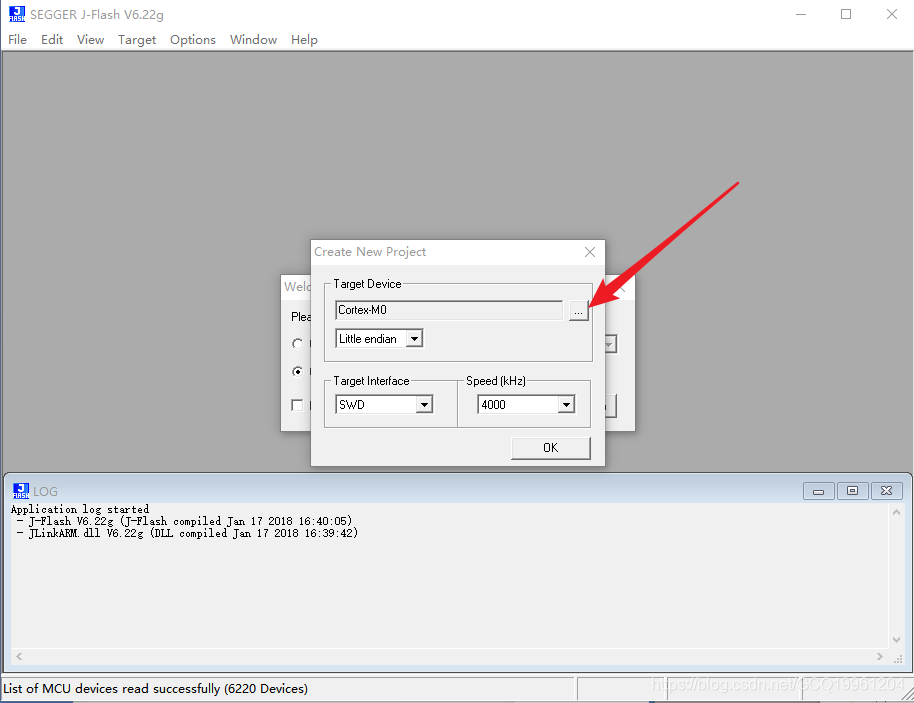 SEGGER J-Flash V6.22g
File Edit View Target Options Window Help
Create New Project
Target Device
Cortex-M0
...
Little endian
Target Interface
Speed (kHz)
SWD
4000
OK
LOG
Application log started
- J-Flash V6.22g (J-Flash compiled Jan 17 2018 16:40:05)
- JLinkARM.dll V6.22g (DLL compiled Jan 17 2018 16:39:42)
List of MCU devices read successfully (6220 Devices)
https://blog.csdn.net/GCQ19961204